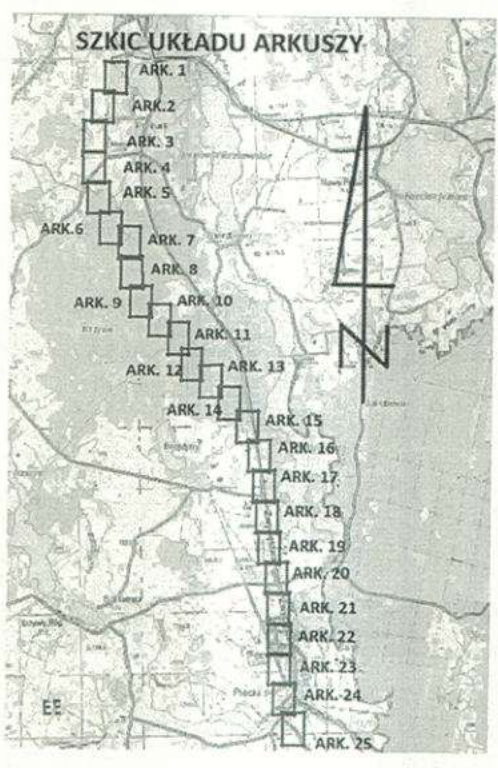 SZKIC UKŁADU ARKUSZY
ARK. 1
ARK. 2
ARK. 3
ARK. 4
ARK. 5
ARK.6
ARK. 7
ARK. 8
ARK. 9
ARK. 10
ARK. 11
ARK. 12
ARK. 13
ARK. 14
ARK. 15
ARK. 16
ARK. 17
ARK. 18
ARK. 19
ARK. 20
ARK. 21
ARK. 22
ARK. 23
ARK. 24
ARK. 25
N
EE